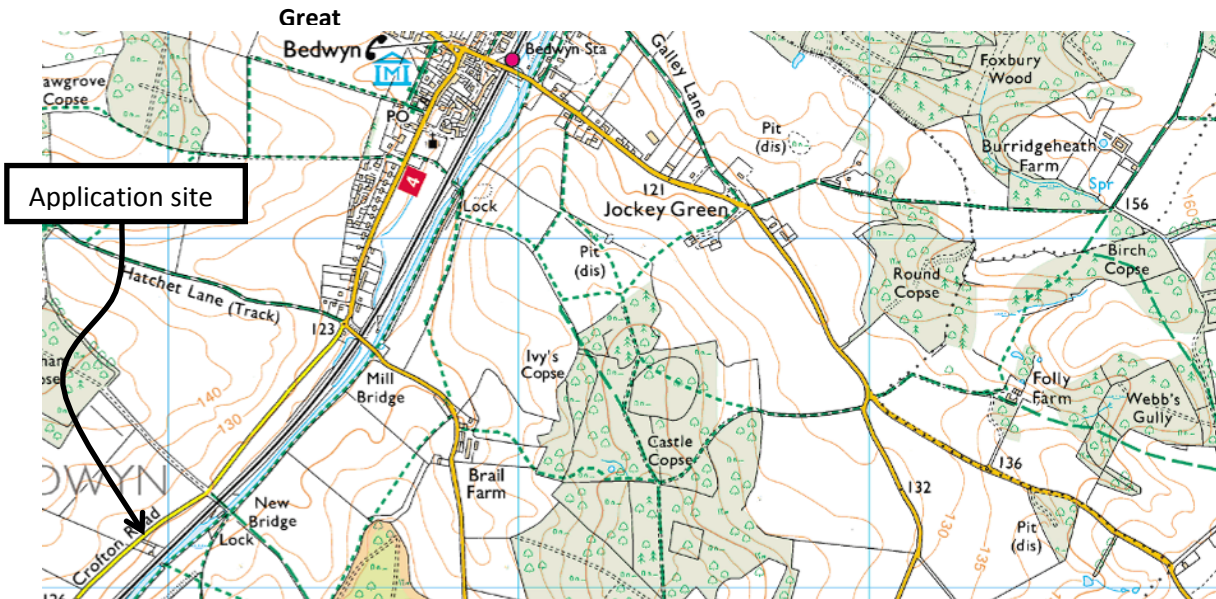 Great
Bedwyn
Bedwyn Sta
Galley Lane
Foxbury
Wood
awgrove
Copse
M
PO
Pit
(dis)
Burridgeheath
Farm
Spr
Application site
4
Lock
121
Jockey Green
156
160
Birch
Copse
Pit
(dis)
Round
Copse
Hatchet Lane (Track)
123
Ivy's
Copse
Mill
Bridge
Folly
Farm
Webb's
Gully
140
130
Castle
Copse
DWYN
Brail
Farm
136
132
New
Bridge
Lock
Crofton Road
130
135
Pit
(dis)